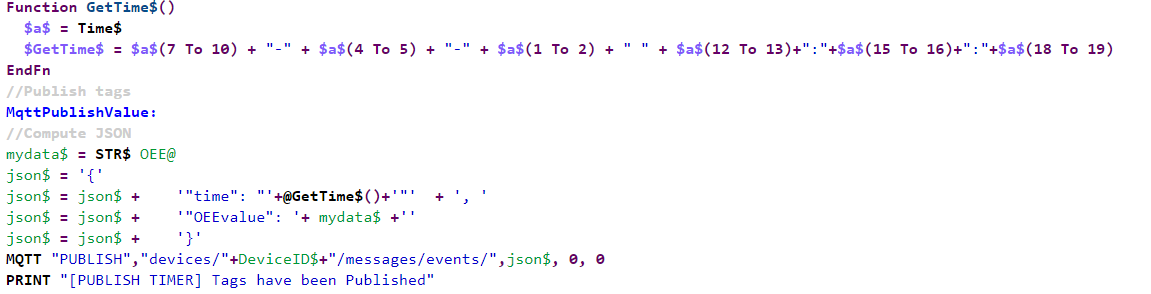 Function GetTime$()
$a$ = Time$
$GetTime$ = $a$(7 To 10) + "-" + $a$(4 To 5) + "-" + $a$(1 To 2) + " " + $a$(12 To 13)+":"+$a$(15 To 16)+":"+$a$(18 To 19)
EndFn
//Publish tags
MqttPublishValue:
//Compute JSON
mydata$ = STR$ OEE@
json$ = '{'
json$ = json$ + '"time": "'+@GetTime$()+'"' + ', '
json$ = json$ + '"OEEvalue": '+ mydata$ +''
json$ = json$ + '}'
MQTT "PUBLISH","devices/"+DeviceID$+"/messages/events/",json$, 0, 0
PRINT "[PUBLISH TIMER] Tags have been Published"